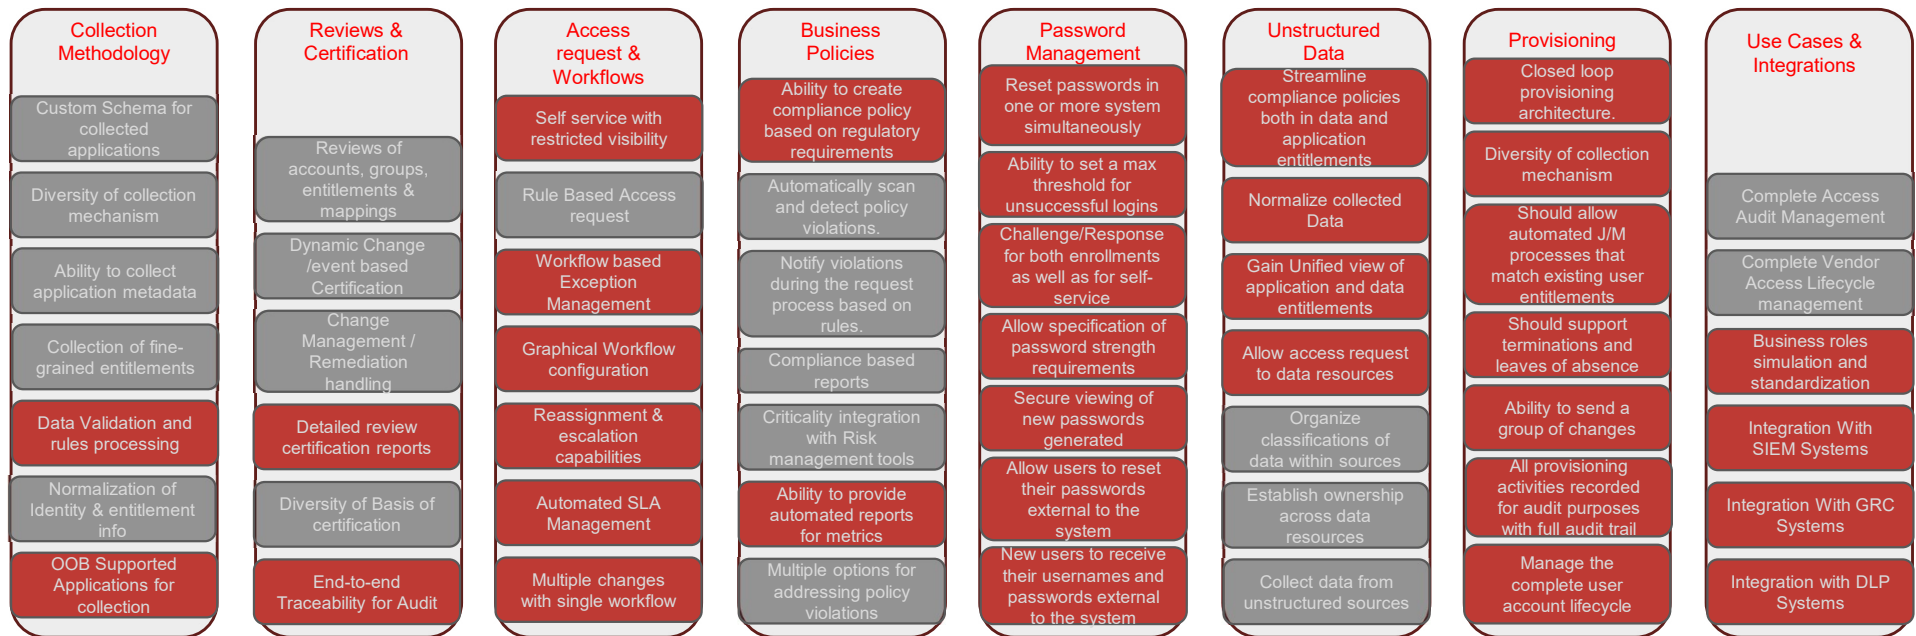 Collection
Methodology
Custom Schema for
collected
applications
Diversity of collection
mechanism
Ability to collect
application metadata
Collection of fine-
grained entitlements
Data Validation and
rules processing
Normalization of
Identity & entitlement
info
OOB Supported
Applications for
collection
Reviews &
Certification
Reviews of
accounts, groups,
entitlements &
mappings
Dynamic Change
/event based
Certification
Change
Management /
Remediation
handling
Detailed review
certification reports
Diversity of Basis of
certification
End-to-end
Traceability for Audit
Access
request &
Workflows
Self service with
restricted visibility
Rule Based Access
request
Workflow based
Exception
Management
Graphical Workflow
configuration
Reassignment &
escalation
capabilities
Automated SLA
Management
Multiple changes
with single workflow
Business
Policies
Ability to create
compliance policy
based on regulatory
requirements
Automatically scan
and detect policy
violations.
Notify violations
during the request
process based on
rules.
Compliance based
reports
Criticality integration
with Risk
management tools
Ability to provide
automated reports
for metrics
Multiple options for
addressing policy
violations
Password
Management
Reset passwords in
one or more system
simultaneously
Ability to set a max
threshold for
unsuccessful logins
Challenge/Response
for both enrollments
as well as for self-
service
Allow specification of
password strength
requirements
Secure viewing of
new passwords
generated
Allow users to reset
their passwords
external to the
system
New users to receive
their usernames and
passwords external
to the system
Unstructured
Data
Streamline
compliance policies
both in data and
application
entitlements
Normalize collected
Data
Gain Unified view of
application and data
entitlements
Allow access request
to data resources
Organize
classifications of
data within sources
Establish ownership
across data
resources
Collect data from
unstructured sources
Provisioning
Closed loop
provisioning
architecture.
Diversity of collection
mechanism
Should allow
automated J/M
processes that
match existing user
entitlements
Should support
terminations and
leaves of absence
Ability to send a
group of changes
All provisioning
activities recorded
for audit purposes
with full audit trail
Manage the
complete user
account lifecycle
Use Cases &
Integrations
Complete Access
Audit Management
Complete Vendor
Access Lifecycle
management
Business roles
simulation and
standardization
Integration With
SIEM Systems
Integration With GRC
Systems
Integration with DLP
Systems